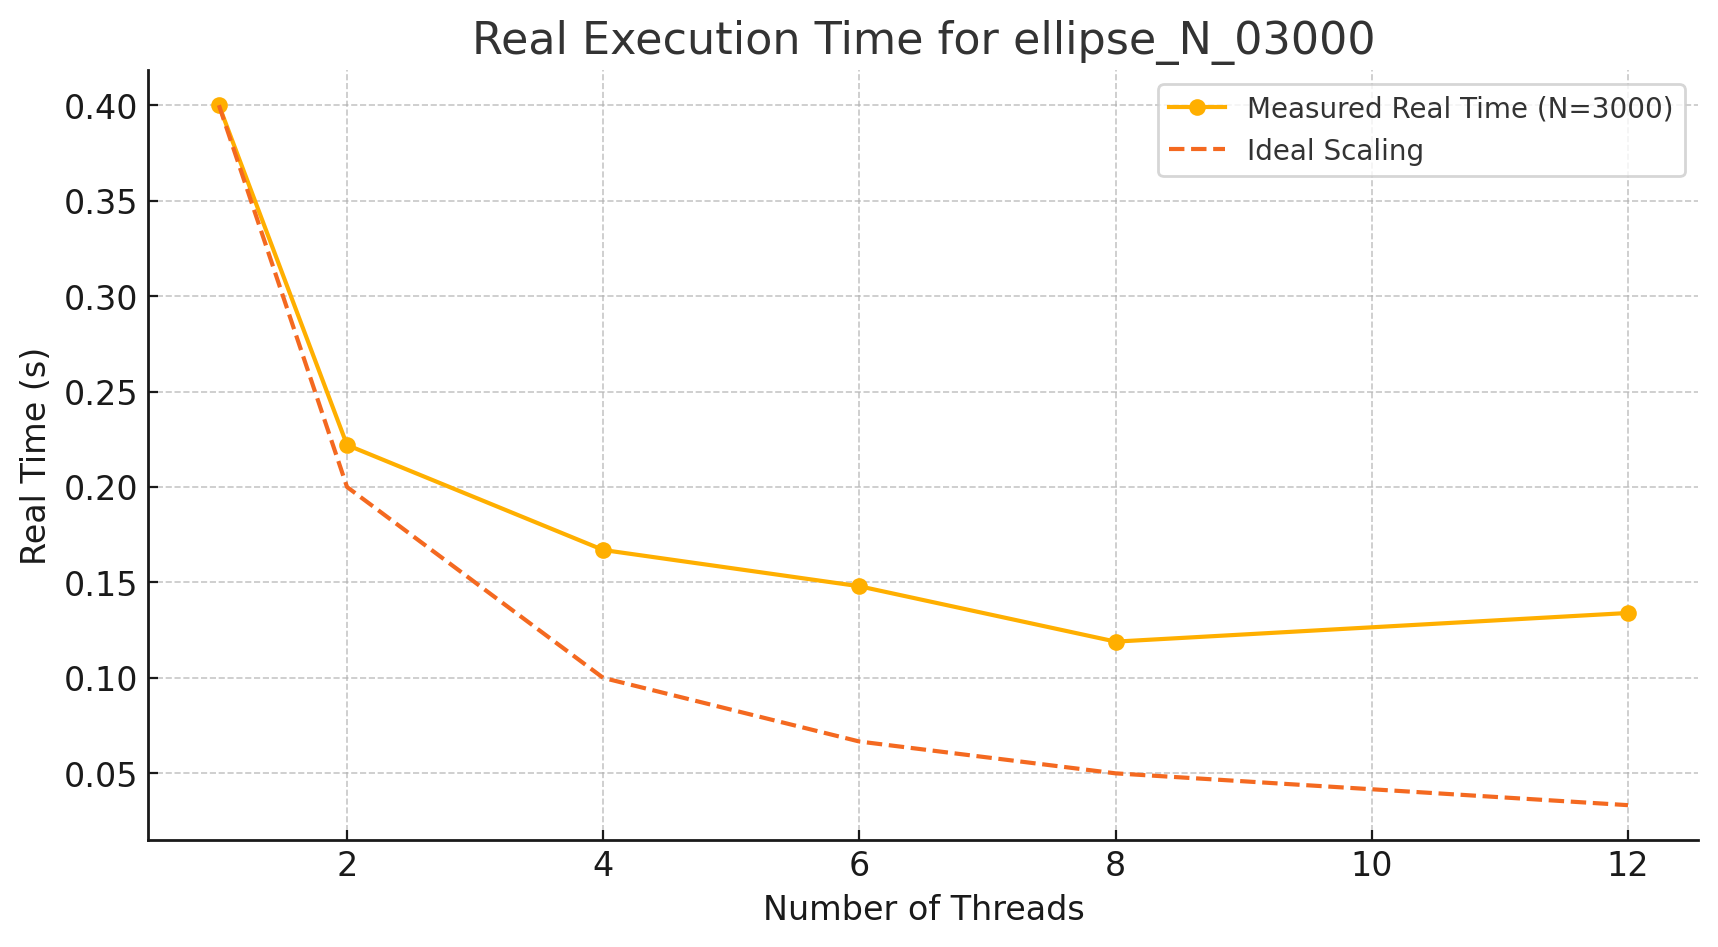 Real Execution Time for ellipse_N_03000
Measured Real Time (N=3000)
Ideal Scaling
Real Time (s)
0.40
0.35
0.30
0.25
0.20
0.15
0.10
0.05
2 4 6 8 10 12
Number of Threads